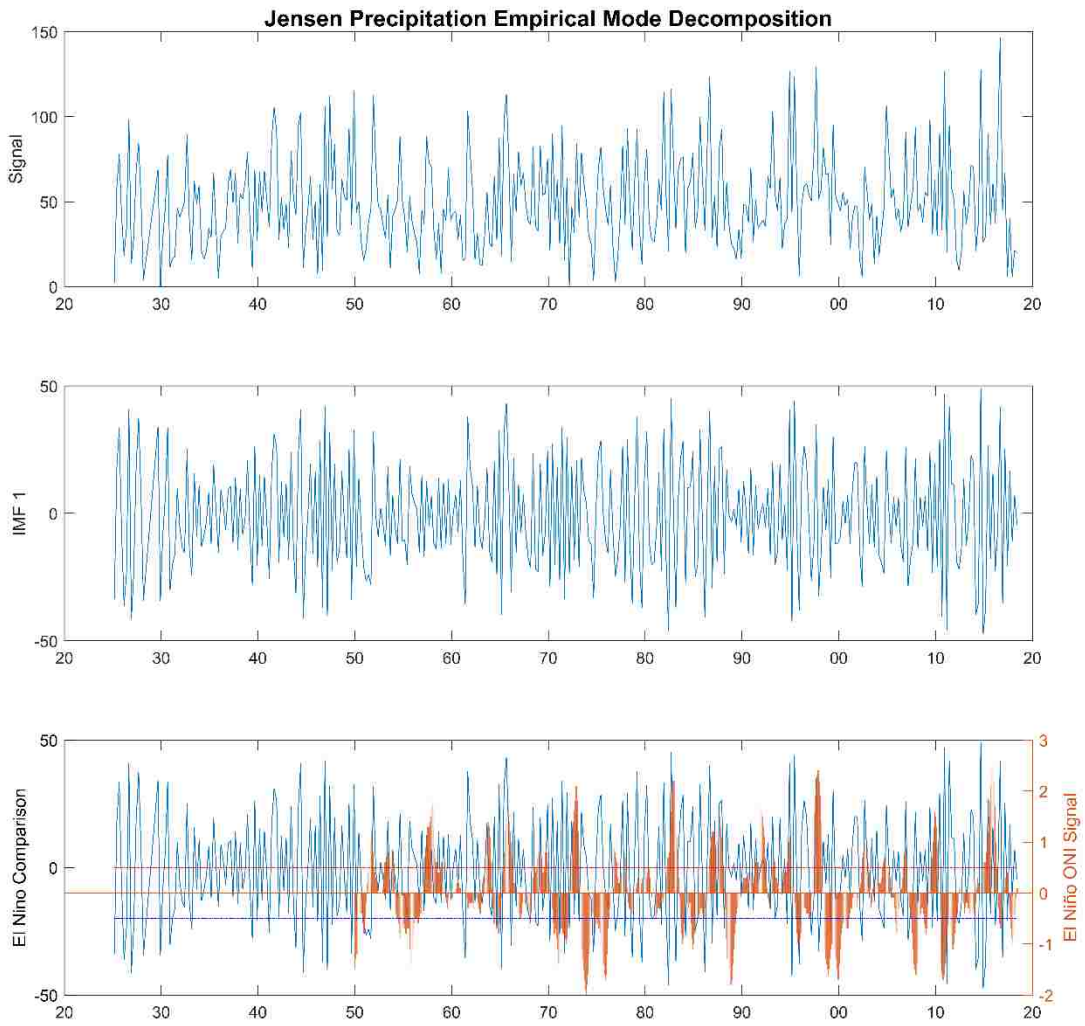 Jensen Precipitation Empirical Mode Decomposition
150
100
50
0
Signal
20 30 40 50 60 70 80 90 00 10 20
50
0
-50
IMF 1
20 30 40 50 60 70 80 90 00 10 20
50
0
-50
El Nino Comparison
3
2
1
0
-1
-2
El Niño ONI Signal
20 30 40 50 60 70 80 90 00 10 20